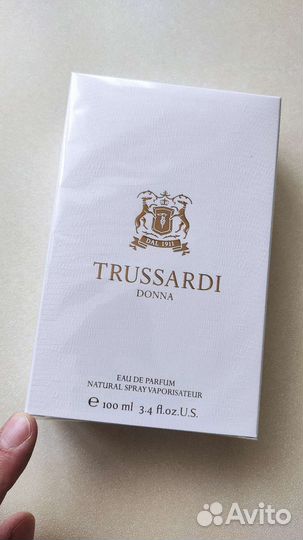 DAL 1911
TRUSSARDI
DONNA
EAU DE PARFUM
NATURAL SPRAY VAPORISATEUR
℮ 100 ml 3.4 fl.oz.U.S.
Avito